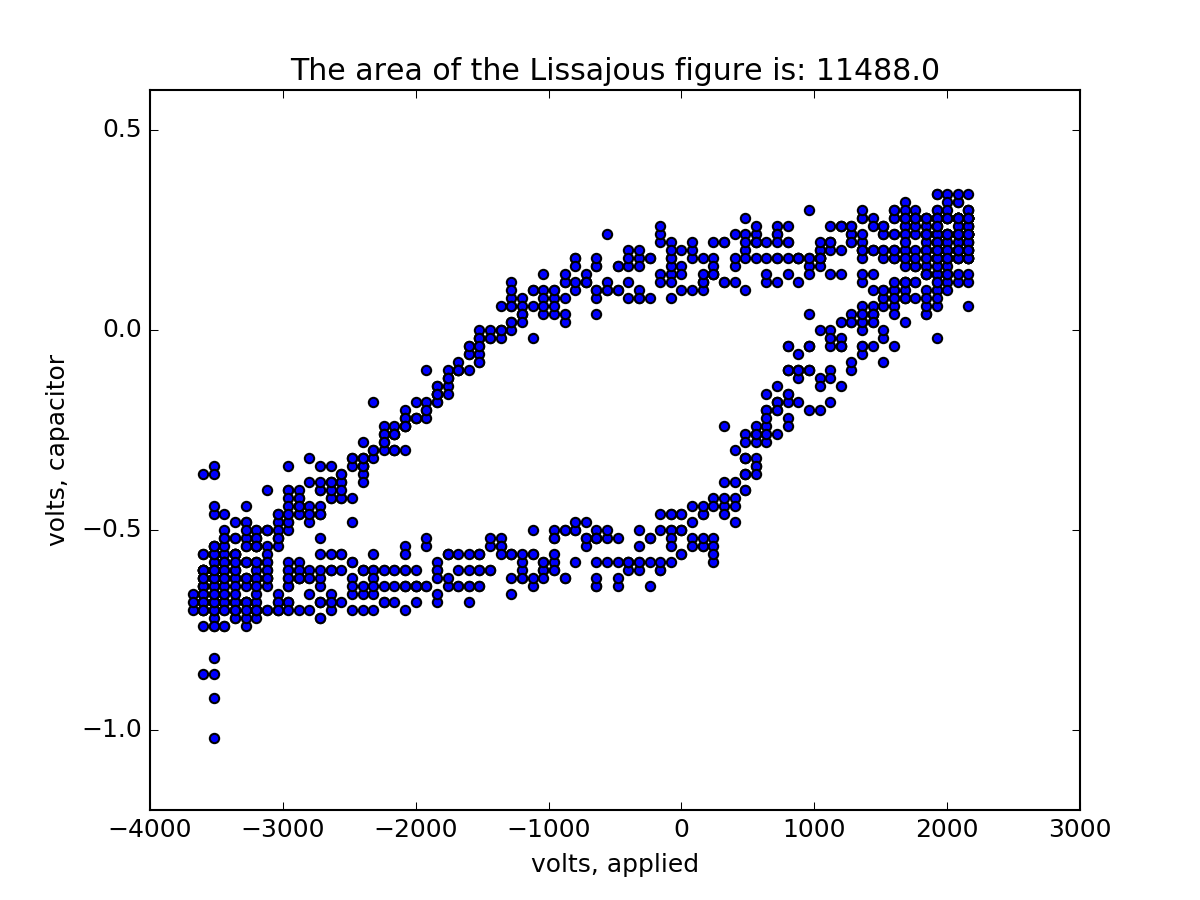 The area of the Lissajous figure is: 11488.0
0.5
0.0
−0.5
−1.0
volts, capacitor
−4000 −3000 −2000 −1000 0 1000 2000 3000
volts, applied